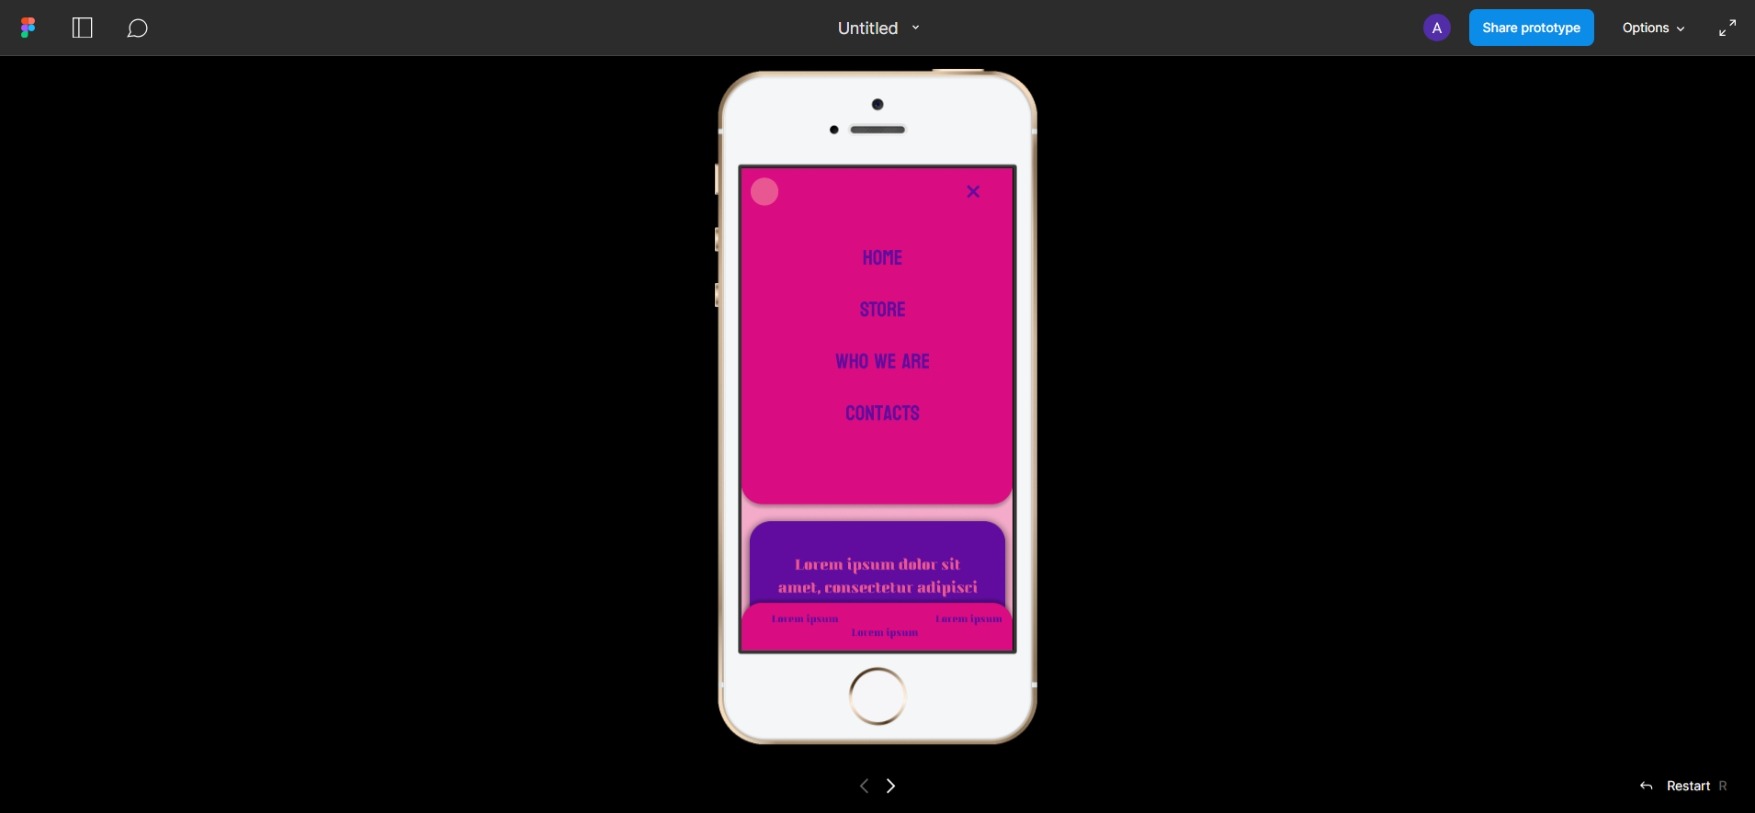 Untitled
A
Share prototype
Options
HOME
STORE
WHO WE ARE
CONTACTS
Lorem ipsum dolor sit
amet, consectetur adipisci
Lorem ipsum
Lorem ipsum
Lorem ipsum
Restart R